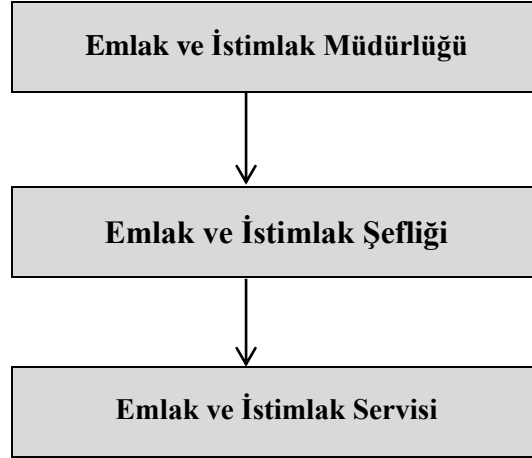 Emlak ve İstimlak Müdürlüğü
Emlak ve İstimlak Şefliği
Emlak ve İstimlak Servisi